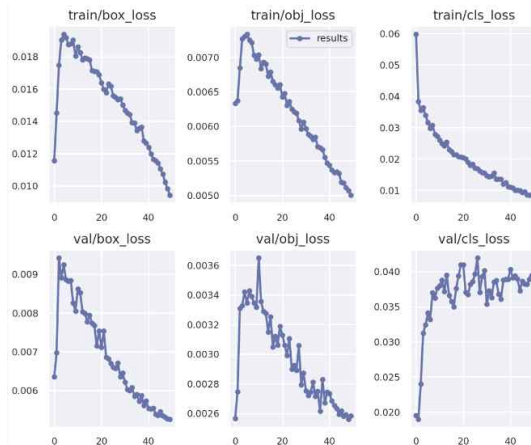 train/box_loss
train/obj_loss
train/cls_loss
results
0.018
0.016
0.014
0.012
0.010
0 20 40
0.0070
0.0065
0.0060
0.0055
0.0050
0 20 40
0.06
0.05
0.04
0.03
0.02
0.01
0 20 40
val/box_loss
val/obj_loss
val/cls_loss
0.009
0.008
0.007
0.006
0 20 40
0.0036
0.0034
0.0032
0.0030
0.0028
0.0026
0 20 40
0.040
0.035
0.030
0.025
0.020
0 20 40